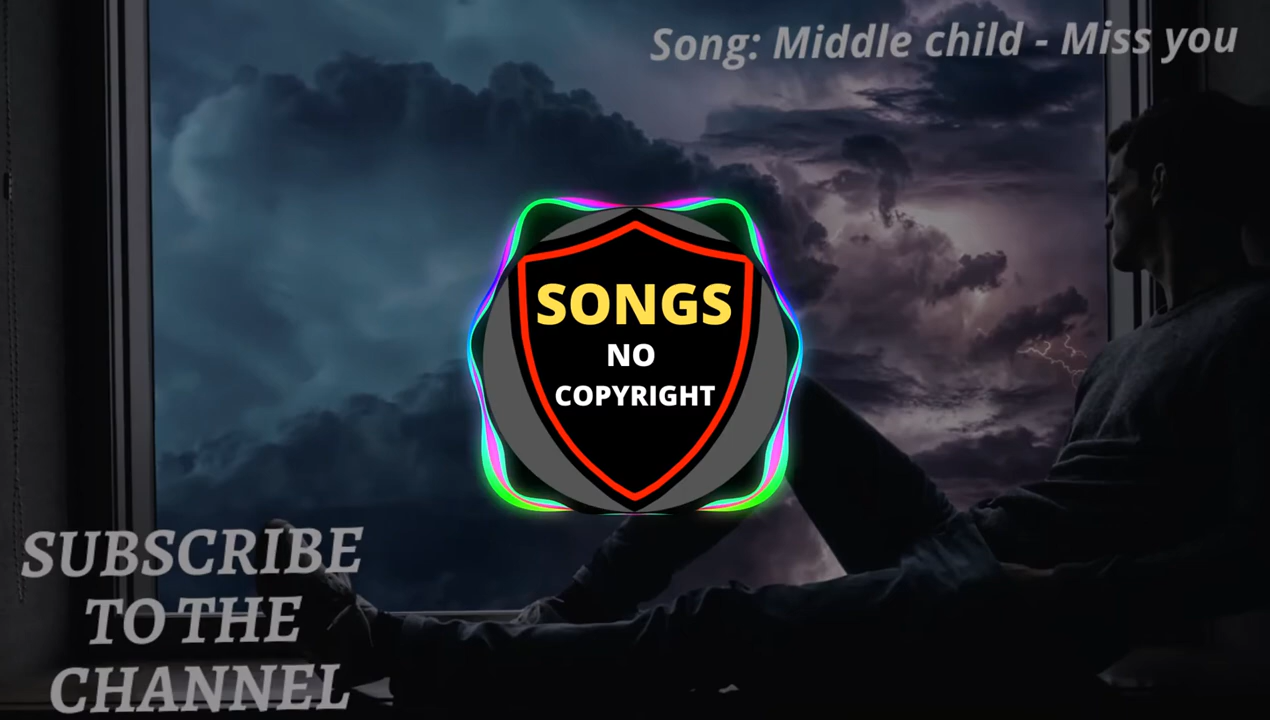 Song: Middle child - Miss you
SONGS
NO
COPYRIGHT
SUBSCRIBE
TO THE
CHANNEL